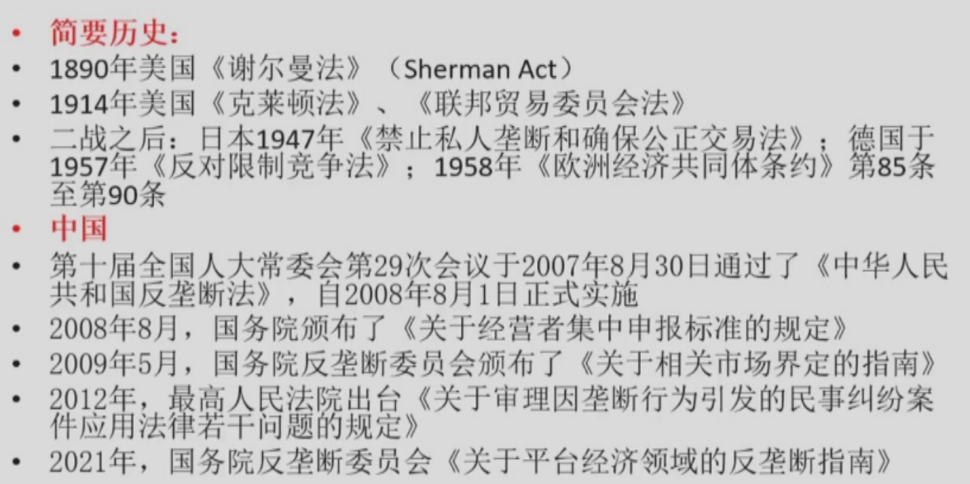 • 简要历史：
• 1890年美国《谢尔曼法》（Sherman Act）
• 1914年美国《克莱顿法》、《联邦贸易委员会法》
• 二战之后：日本1947年《禁止私人垄断和确保公正交易法》；德国于
1957年《反对限制竞争法》；1958年《欧洲经济共同体条约》第85条
至第90条
• 中国
• 第十届全国人大常委会第29次会议于2007年8月30日通过了《中华人民
共和国反垄断法》，自2008年8月1日正式实施
• 2008年8月，国务院颁布了《关于经营者集中申报标准的规定》
• 2009年5月，国务院反垄断委员会颁布了《关于相关市场界定的指南》
• 2012年，最高人民法院出台《关于审理因垄断行为引发的民事纠纷案
件应用法律若干问题的规定》
• 2021年，国务院反垄断委员会《关于平台经济领域的反垄断指南》